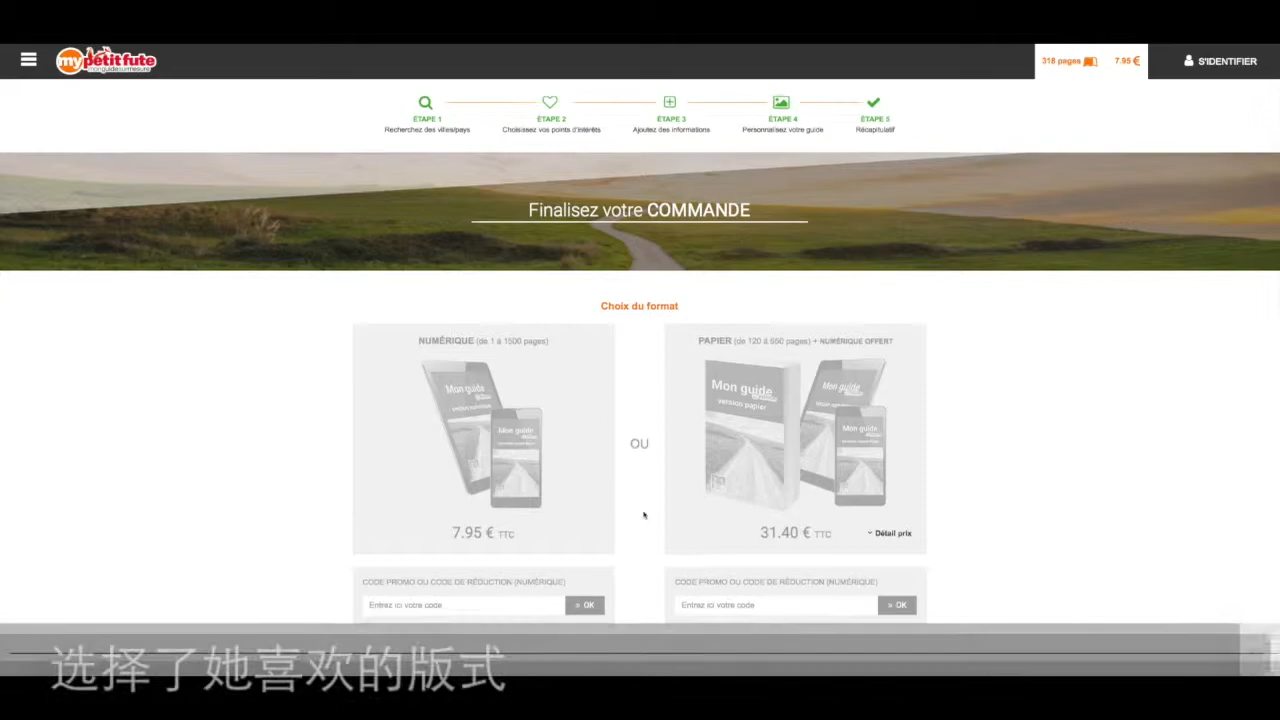 mypetitfute
monguidesurmesure
318 pages
7.95 €
S'IDENTIFIER
ÉTAPE 1
Recherchez des villes/pays
ÉTAPE 2
Choisissez vos points d'intérêts
ÉTAPE 3
Ajoutez des informations
ÉTAPE 4
Personnalisez votre guide
ÉTAPE 5
Récapitulatif
Finalisez votre COMMANDE
Choix du format
NUMÉRIQUE (de 1 à 1500 pages)
Mon guide
Mon guide
7.95 € TTC
OU
PAPIER (de 120 à 650 pages) + NUMÉRIQUE OFFERT
Mon guide
version papier
Mon guide
Mon guide
31.40 € TTC
Détail prix
CODE PROMO OU CODE DE RÉDUCTION (NUMÉRIQUE)
Entrez ici votre code
» OK
CODE PROMO OU CODE DE RÉDUCTION (NUMÉRIQUE)
Entrez ici votre code
» OK
选择了她喜欢的版式